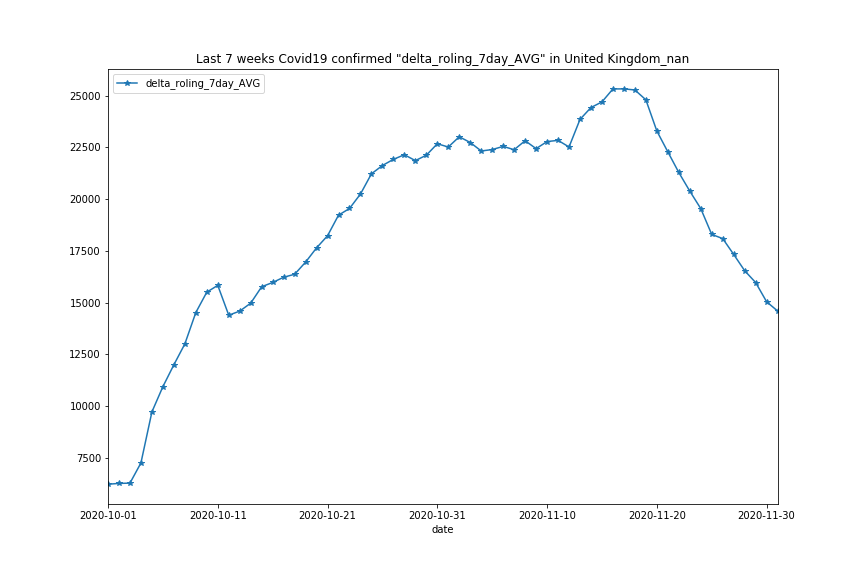 Last 7 weeks Covid19 confirmed "delta_roling_7day_AVG" in United Kingdom_nan
delta_roling_7day_AVG
25000
22500
20000
17500
15000
12500
10000
7500
2020-10-01 2020-10-11 2020-10-21 2020-10-31 2020-11-10 2020-11-20 2020-11-30
date